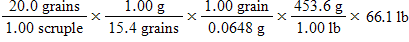 20.0 grains / 1.00 scruple × 1.00 g / 15.4 grains × 1.00 grain / 0.0648 g × 453.6 g / 1.00 lb × 66.1 lb